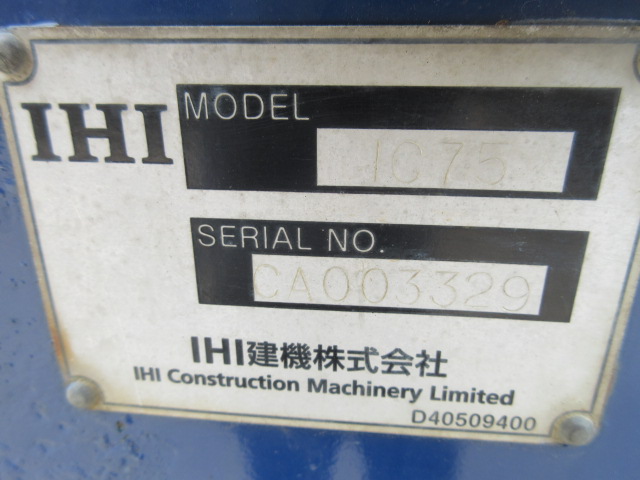 IHI
MODEL
IC75
SERIAL NO.
CA003329
IHI建機株式会社
IHI Construction Machinery Limited
D40509400